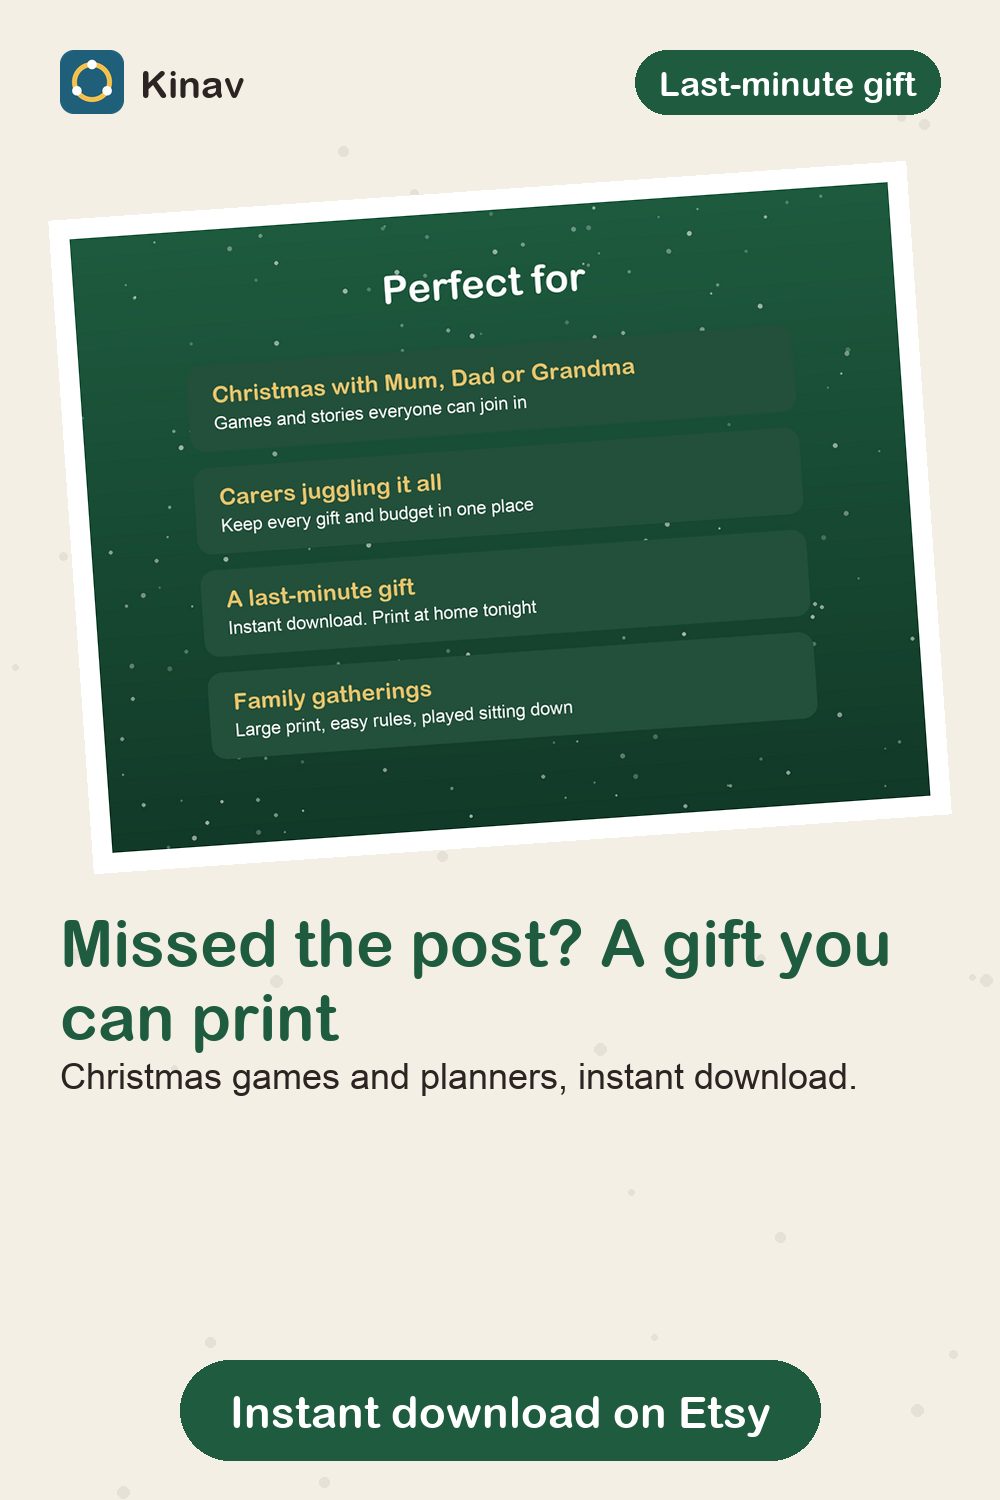 Kinav
Last-minute gift
Perfect for
Christmas with Mum, Dad or Grandma
Games and stories everyone can join in
Carers juggling it all
Keep every gift and budget in one place
A last-minute gift
Instant download. Print at home tonight
Family gatherings
Large print, easy rules, played sitting down
Missed the post? A gift you
can print
Christmas games and planners, instant download.
Instant download on Etsy